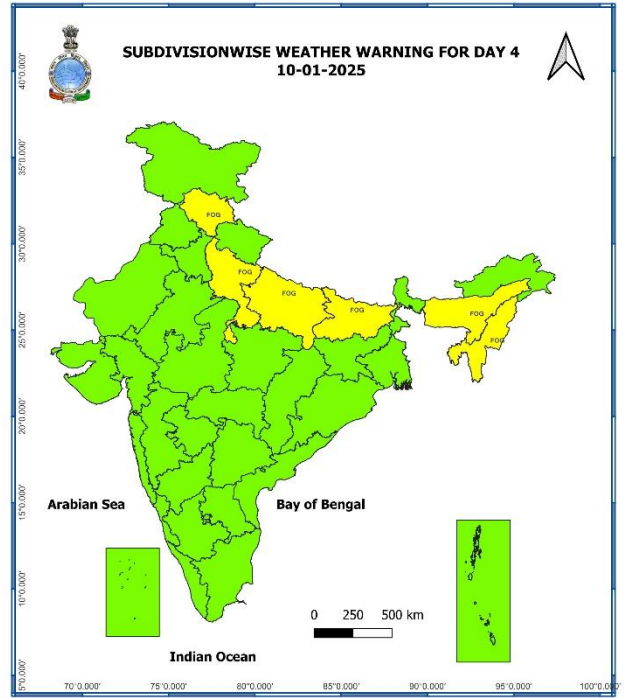 SUBDIVISIONWISE WEATHER WARNING FOR DAY 4
10-01-2025
40°0.000'
35°0.000'
30°0.000'
25°0.000'
20°0.000'
15°0.000'
10°0.000'
5°0.000'
FOG
FOG
FOG
FOG
FOG
FOG
Arabian Sea
Bay of Bengal
0 250 500 km
Indian Ocean
70°0.000' 75°0.000' 80°0.000' 85°0.000' 90°0.000' 95°0.000' 100°0.000'